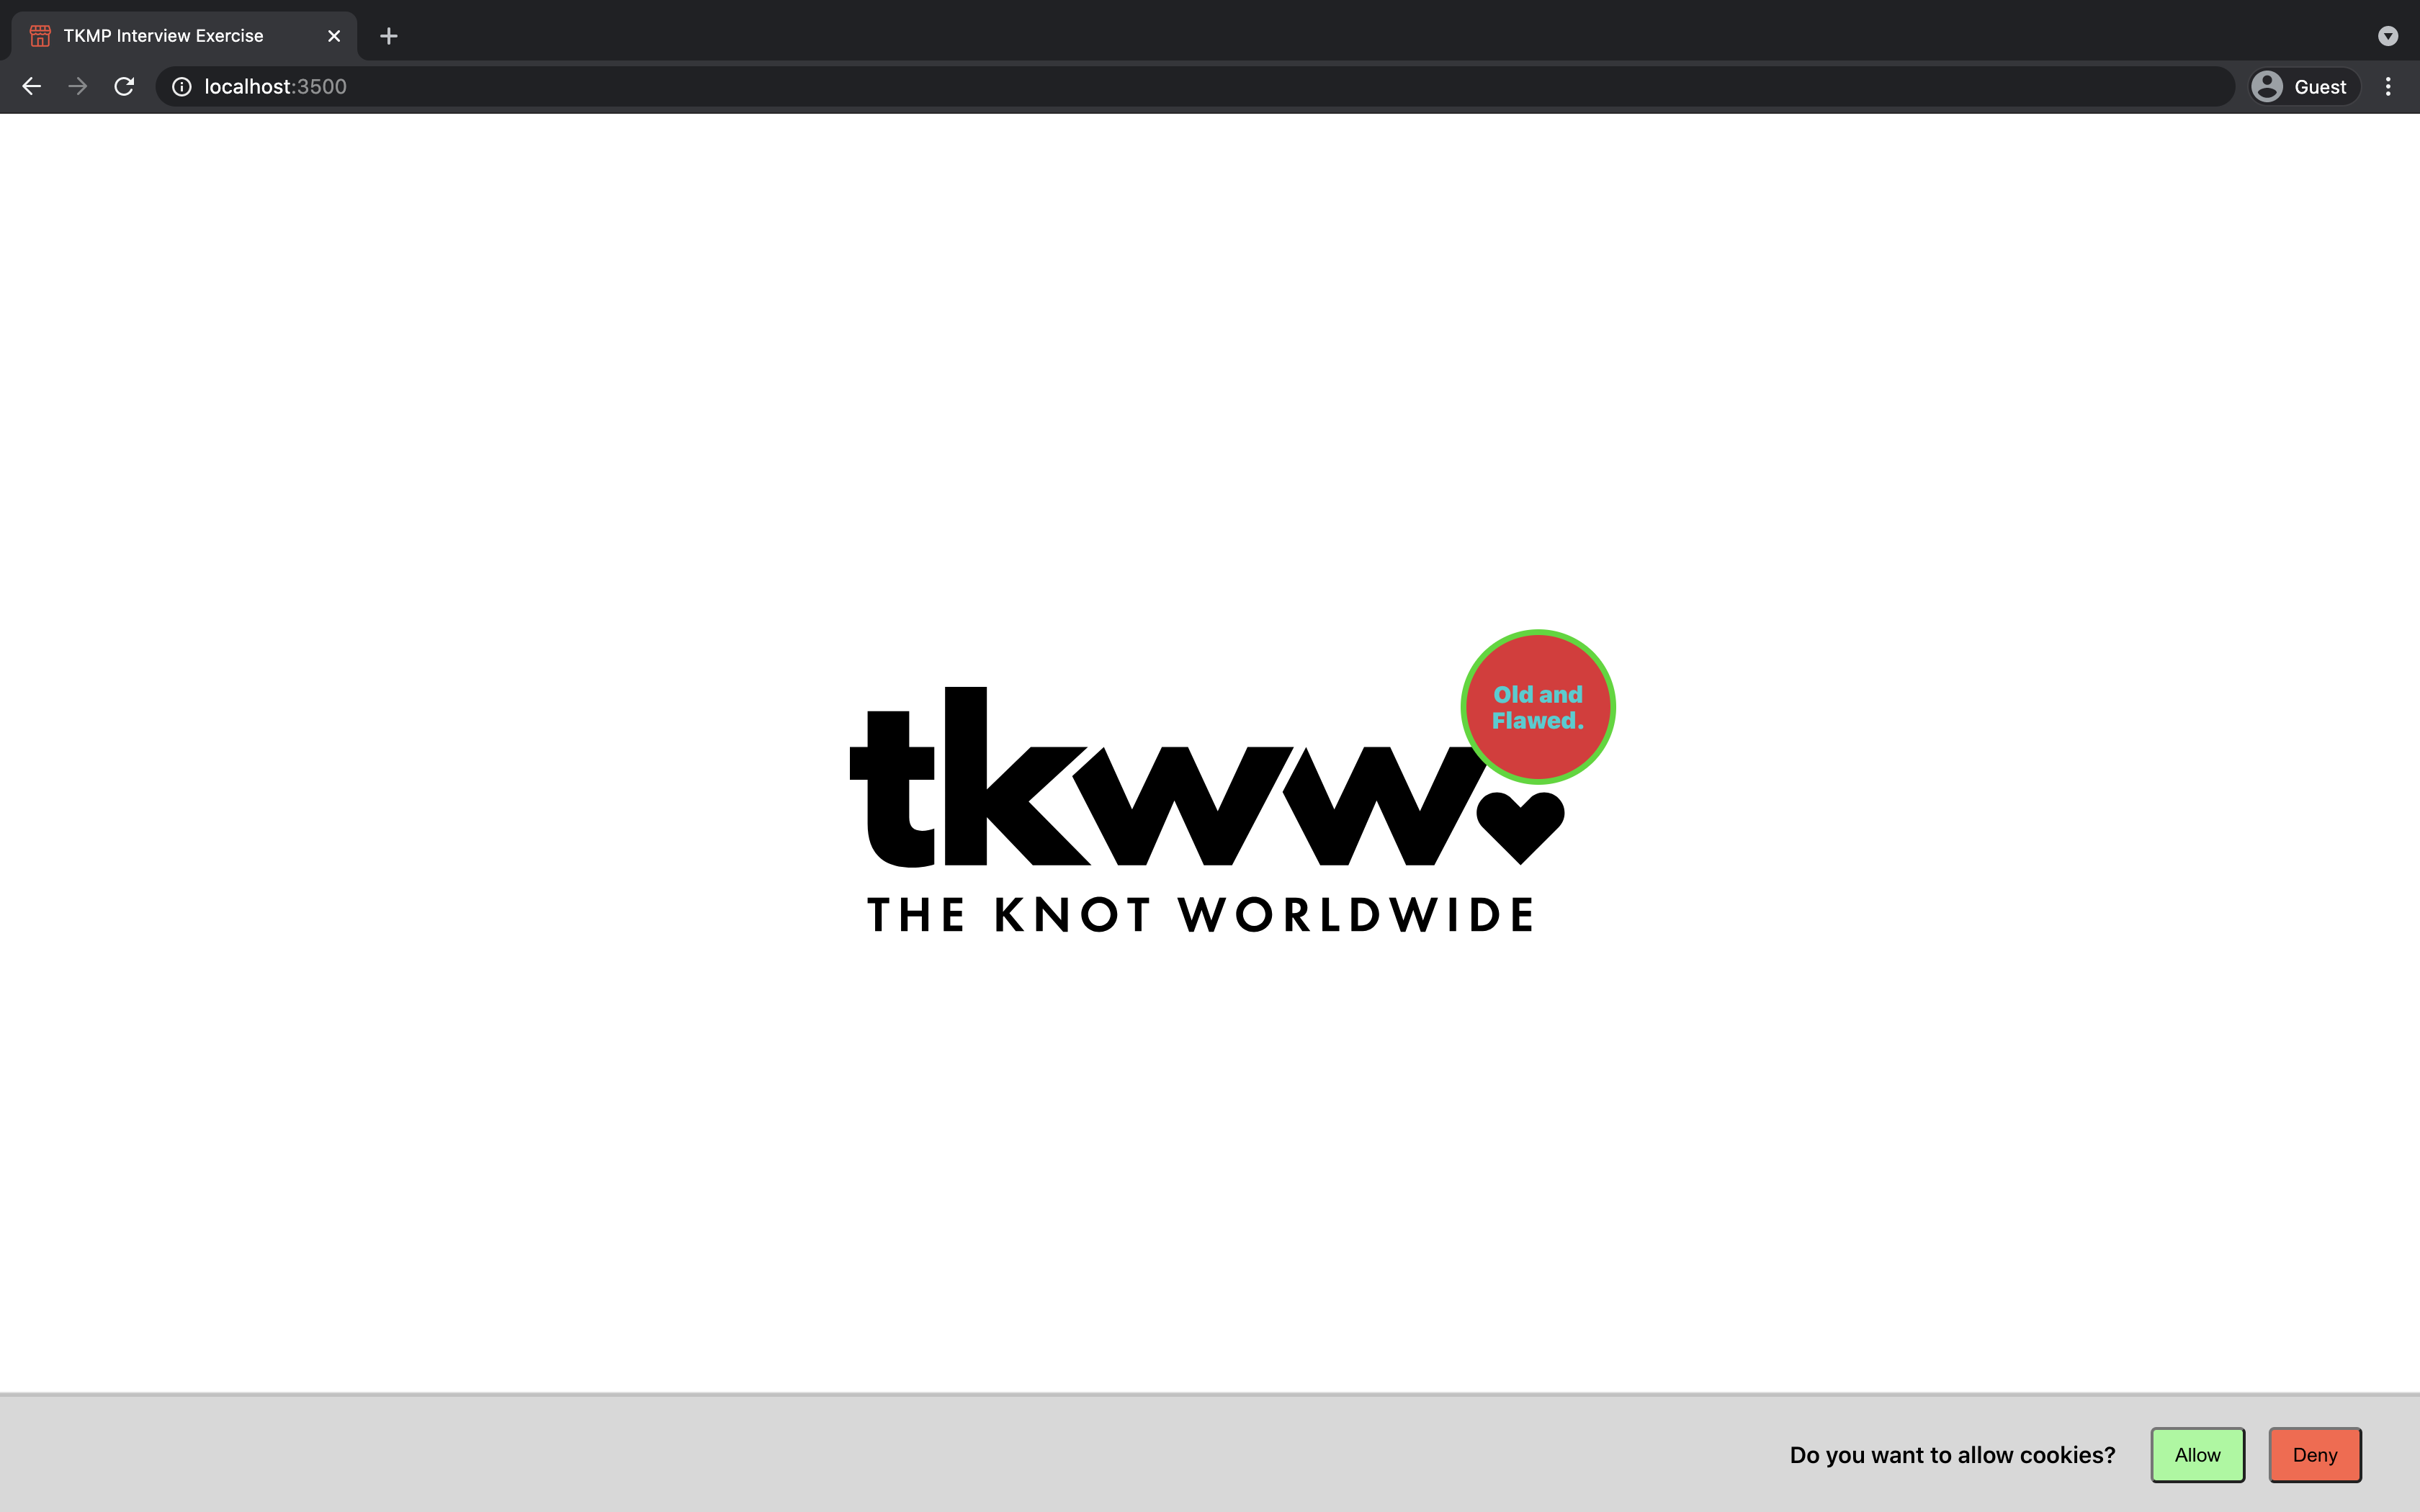 TKMP Interview Exercise
localhost:3500
Guest
Old and
Flawed.
tkww
THE KNOT WORLDWIDE
Do you want to allow cookies? Allow Deny